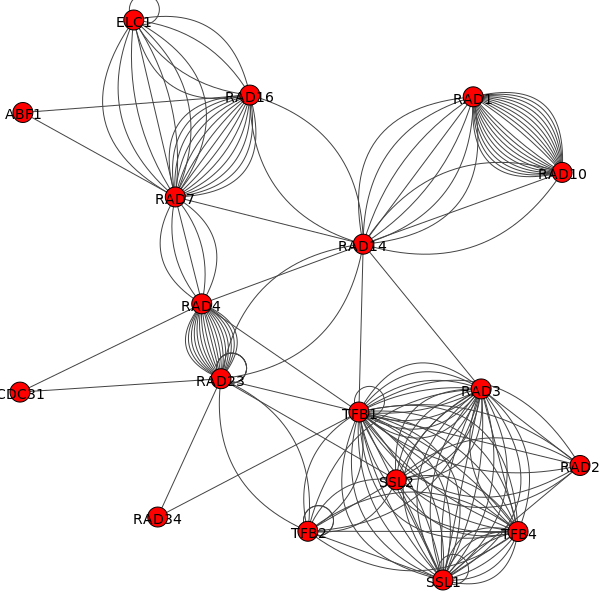 ELC1
RAD16
RAD1
ABF1
RAD10
RAD7
RAD14
RAD4
RAD23
CDC31
RAD3
TFB1
RAD2
SSL2
RAD34
TFB2
TFB4
SSL1